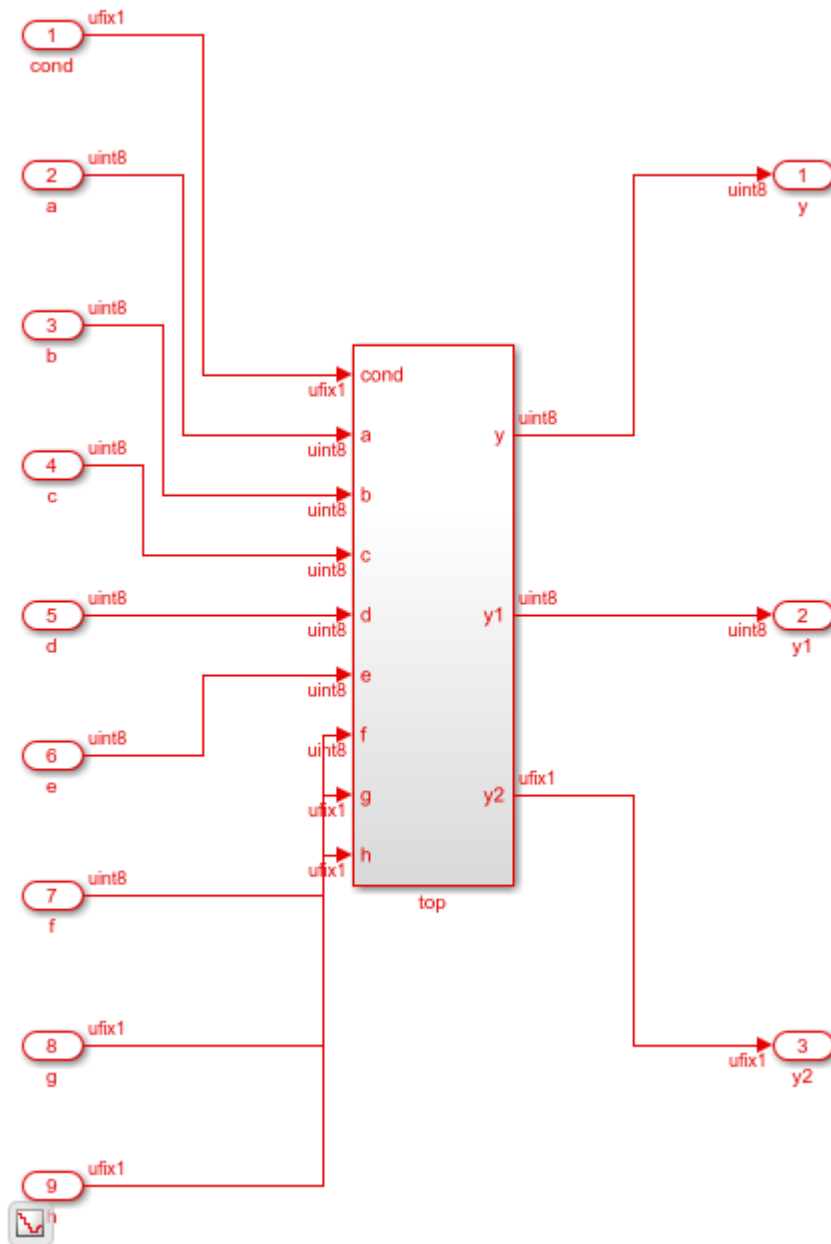 1
ufix1
cond
2
uint8
a
3
uint8
b
4
uint8
c
5
uint8
d
6
uint8
e
7
uint8
f
8
ufix1
g
9
ufix1
h
cond
ufix1
a
uint8
b
uint8
c
uint8
d
uint8
e
uint8
f
uint8
g
ufix1
h
ufix1
y
uint8
y1
uint8
y2
ufix1
top
1
uint8
y
2
uint8
y1
3
ufix1
y2